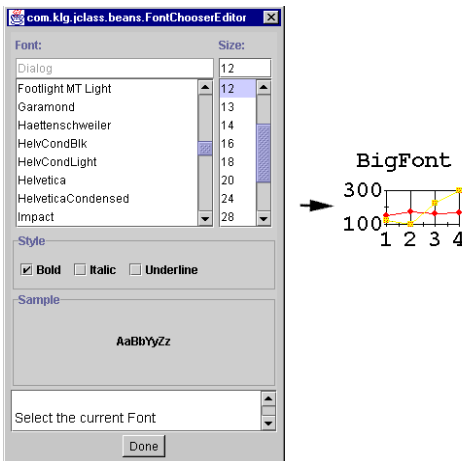 com.klg.jclass.beans.FontChooserEditor
Font: Size:
Dialog 12
Footlight MT Light 12
Garamond 13
Haettenschweiler 14
HelvCondBlk 16
HelvCondLight 18
Helvetica 20
HelveticaCondensed 24
Impact 28
Style
Bold Italic Underline
Sample
AaBbYyZz
Select the current Font
Done
BigFont
300
100
1 2 3 4